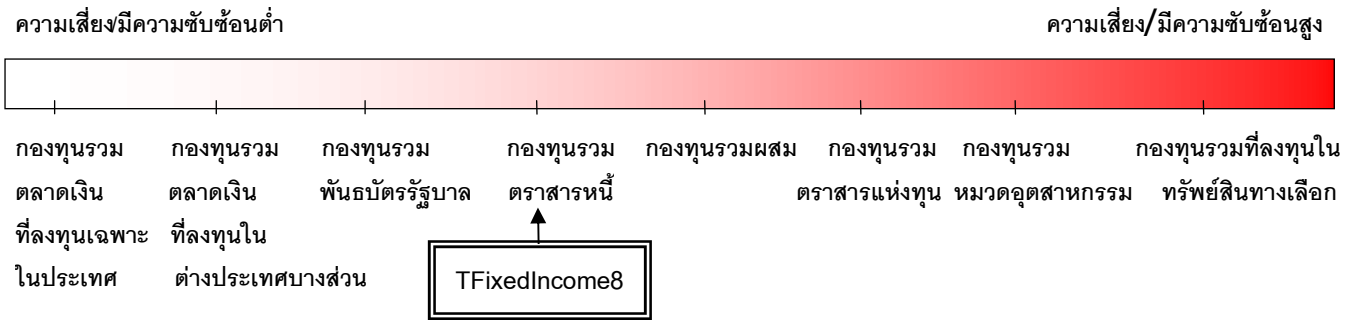 ความเสี่ยง/มีความซับซ้อนต่ำ
ความเสี่ยง/มีความซับซ้อนสูง
กองทุนรวม
ตลาดเงิน
ที่ลงทุนเฉพาะ
ในประเทศ
กองทุนรวม
ตลาดเงิน
ที่ลงทุนใน
ต่างประเทศบางส่วน
กองทุนรวม
พันธบัตรรัฐบาล
กองทุนรวม
ตราสารหนี้
กองทุนรวมผสม
กองทุนรวม
ตราสารแห่งทุน
กองทุนรวม
หมวดอุตสาหกรรม
กองทุนรวมที่ลงทุนใน
ทรัพย์สินทางเลือก
TFixedIncome8